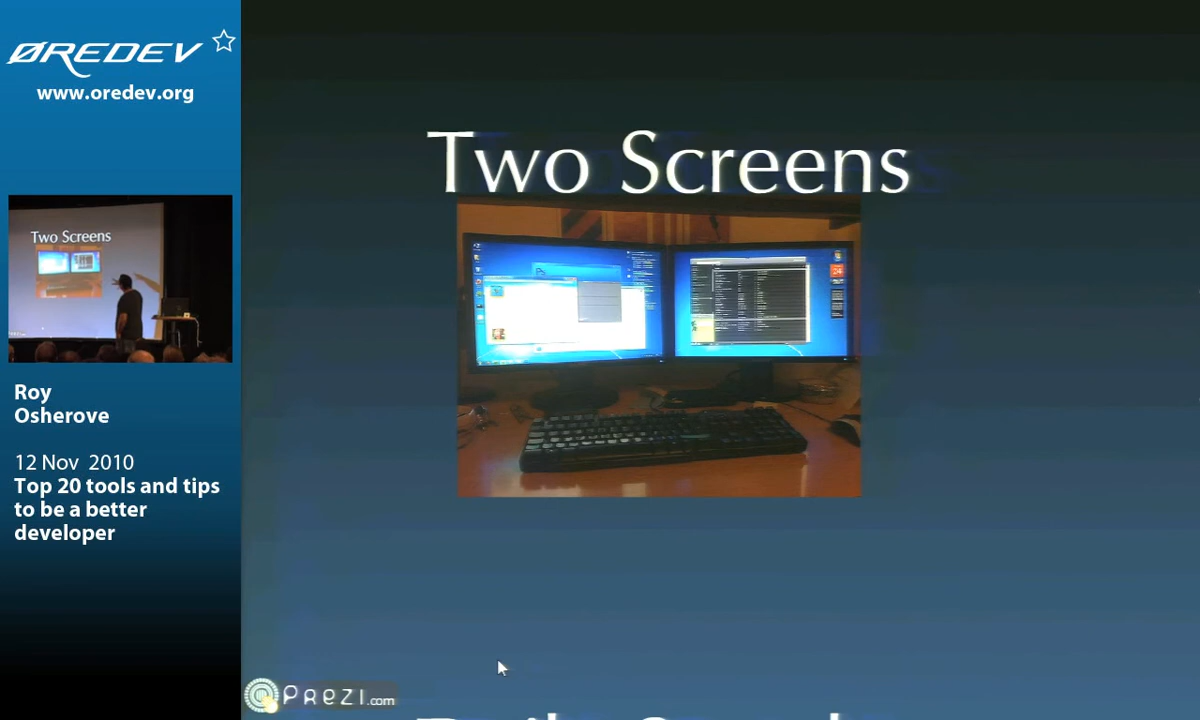 ØREDEV
www.oredev.org
Two Screens
Roy
Osherove
12 Nov 2010
Top 20 tools and tips
to be a better
developer
Two Screens
Ps
PREZI.com